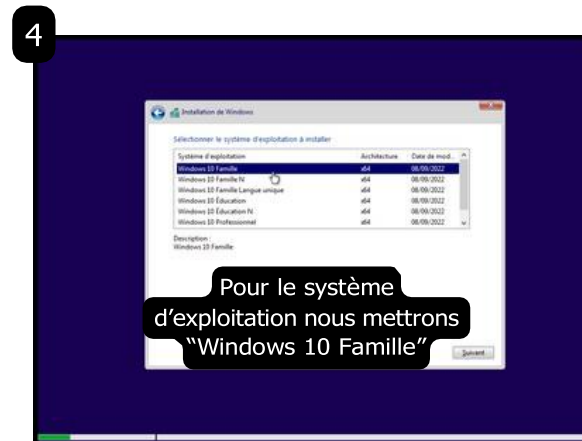 4
Installation de Windows
Sélectionner le système d'exploitation à installer
Système d'exploitation Architecture Date de mod...
Windows 10 Famille x64 08/09/2022
Windows 10 Famille N x64 08/09/2022
Windows 10 Famille Langue unique x64 08/09/2022
Windows 10 Éducation x64 08/09/2022
Windows 10 Éducation N x64 08/09/2022
Windows 10 Professionnel x64 08/09/2022
Description :
Windows 10 Famille
Pour le système
d’exploitation nous mettrons
“Windows 10 Famille”
Suivant